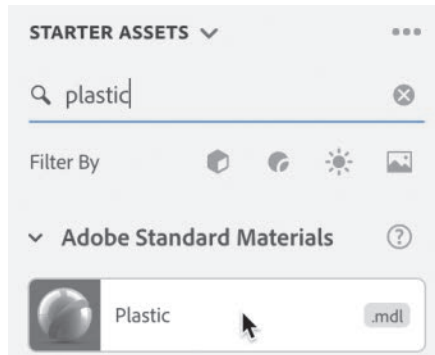 STARTER ASSETS
plastic
Filter By
Adobe Standard Materials
Plastic .mdl